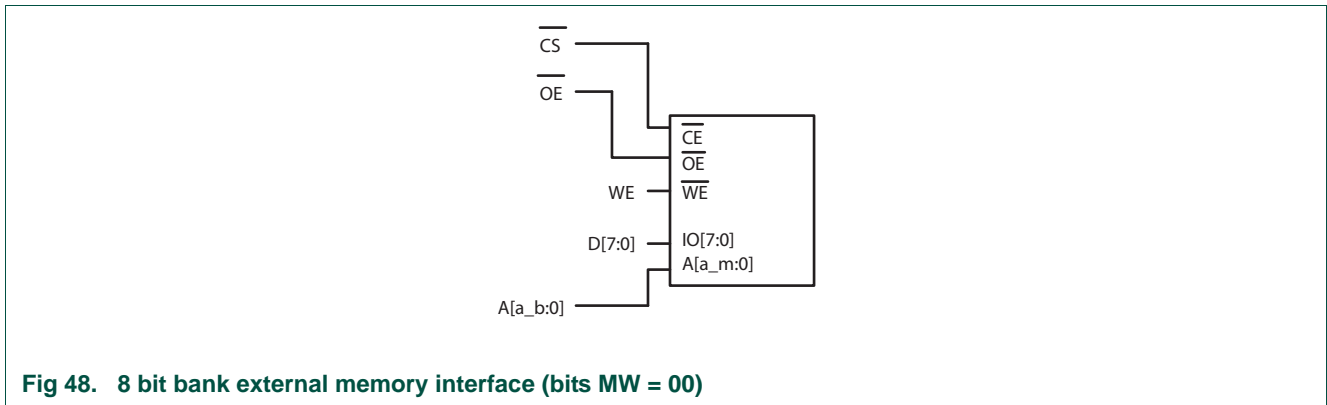 CS
OE
CE
OE
WE
WE
D[7:0]
IO[7:0]
A[a_m:0]
A[a_b:0]
Fig 48. 8 bit bank external memory interface (bits MW = 00)